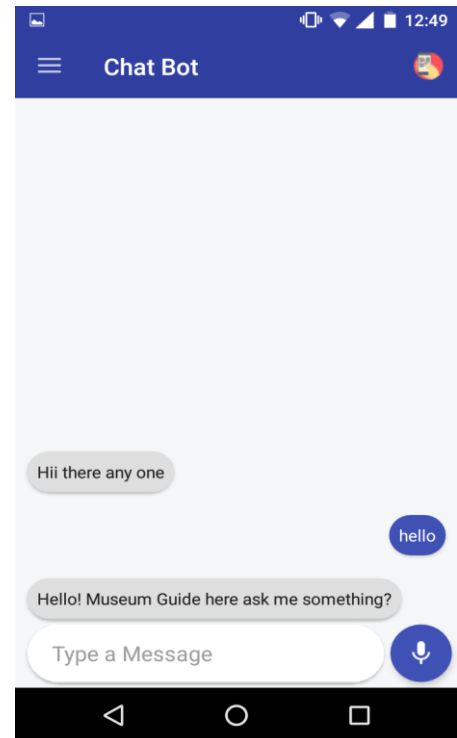 12:49
Chat Bot
Hii there any one
hello
Hello! Museum Guide here ask me something?
Type a Message